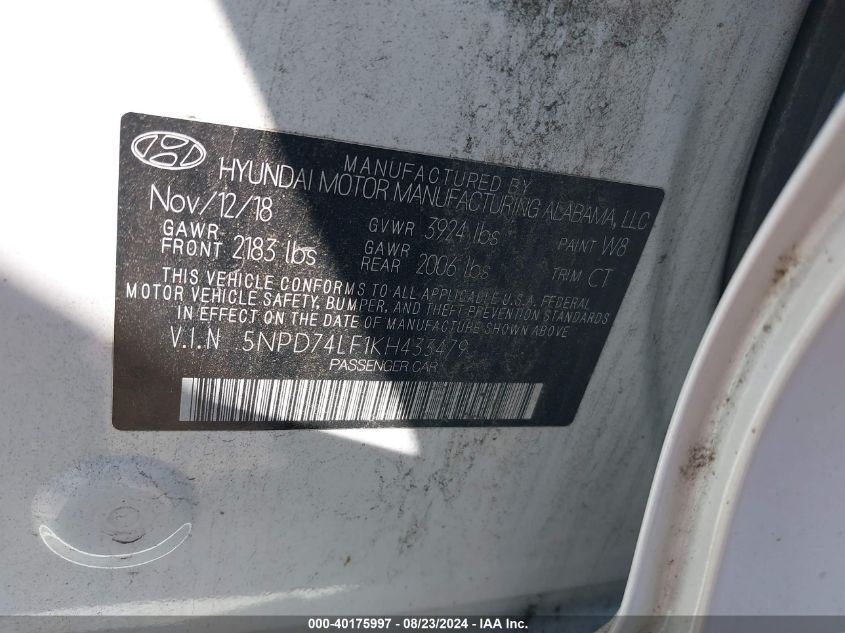 MANUFACTURED BY
HYUNDAI MOTOR MANUFACTURING ALABAMA, LLC
Nov/12/18 GVWR 3924 lbs PAINT W8
GAWR FRONT 2183 lbs GAWR REAR 2006 lbs TRIM CT
THIS VEHICLE CONFORMS TO ALL APPLICABLE U.S.A. FEDERAL
MOTOR VEHICLE SAFETY, BUMPER, AND THEFT PREVENTION STANDARDS
IN EFFECT ON THE DATE OF MANUFACTURE SHOWN ABOVE.
V.I.N 5NPD74LF1KH433479
PASSENGER CAR
000-40175997 - 08/23/2024 - IAA Inc.